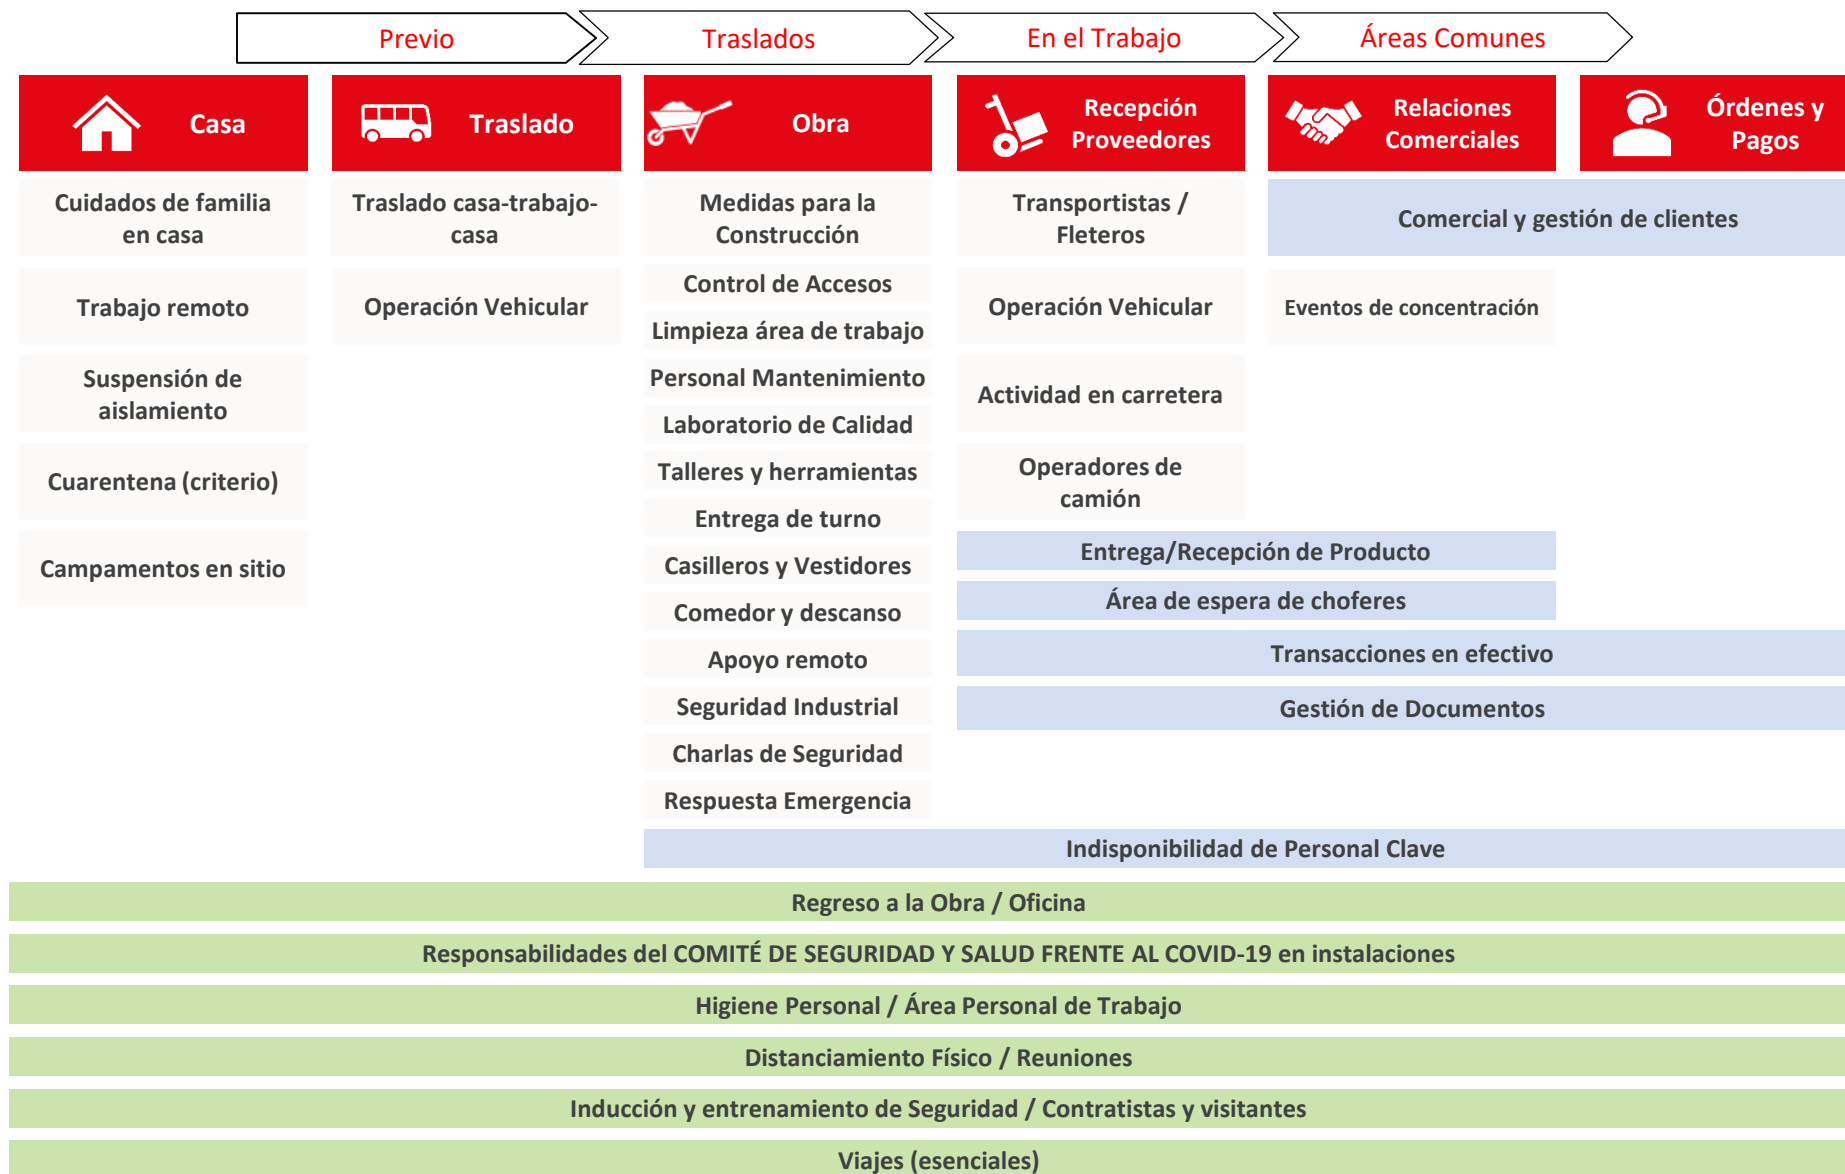 Previo
Traslados
En el Trabajo
Áreas Comunes
Casa
Traslado
Obra
Recepción
Proveedores
Relaciones
Comerciales
Órdenes y
Pagos
Cuidados de familia
en casa
Trabajo remoto
Suspensión de
aislamiento
Cuarentena (criterio)
Campamentos en sitio
Traslado casa-trabajo-
casa
Operación Vehicular
Medidas para la
Construcción
Control de Accesos
Limpieza área de trabajo
Personal Mantenimiento
Laboratorio de Calidad
Talleres y herramientas
Entrega de turno
Casilleros y Vestidores
Comedor y descanso
Apoyo remoto
Seguridad Industrial
Charlas de Seguridad
Respuesta Emergencia
Transportistas /
Fleteros
Operación Vehicular
Actividad en carretera
Operadores de
camión
Comercial y gestión de clientes
Eventos de concentración
Entrega/Recepción de Producto
Área de espera de choferes
Transacciones en efectivo
Gestión de Documentos
Indisponibilidad de Personal Clave
Regreso a la Obra / Oficina
Responsabilidades del COMITÉ DE SEGURIDAD Y SALUD FRENTE AL COVID-19 en instalaciones
Higiene Personal / Área Personal de Trabajo
Distanciamiento Físico / Reuniones
Inducción y entrenamiento de Seguridad / Contratistas y visitantes
Viajes (esenciales)